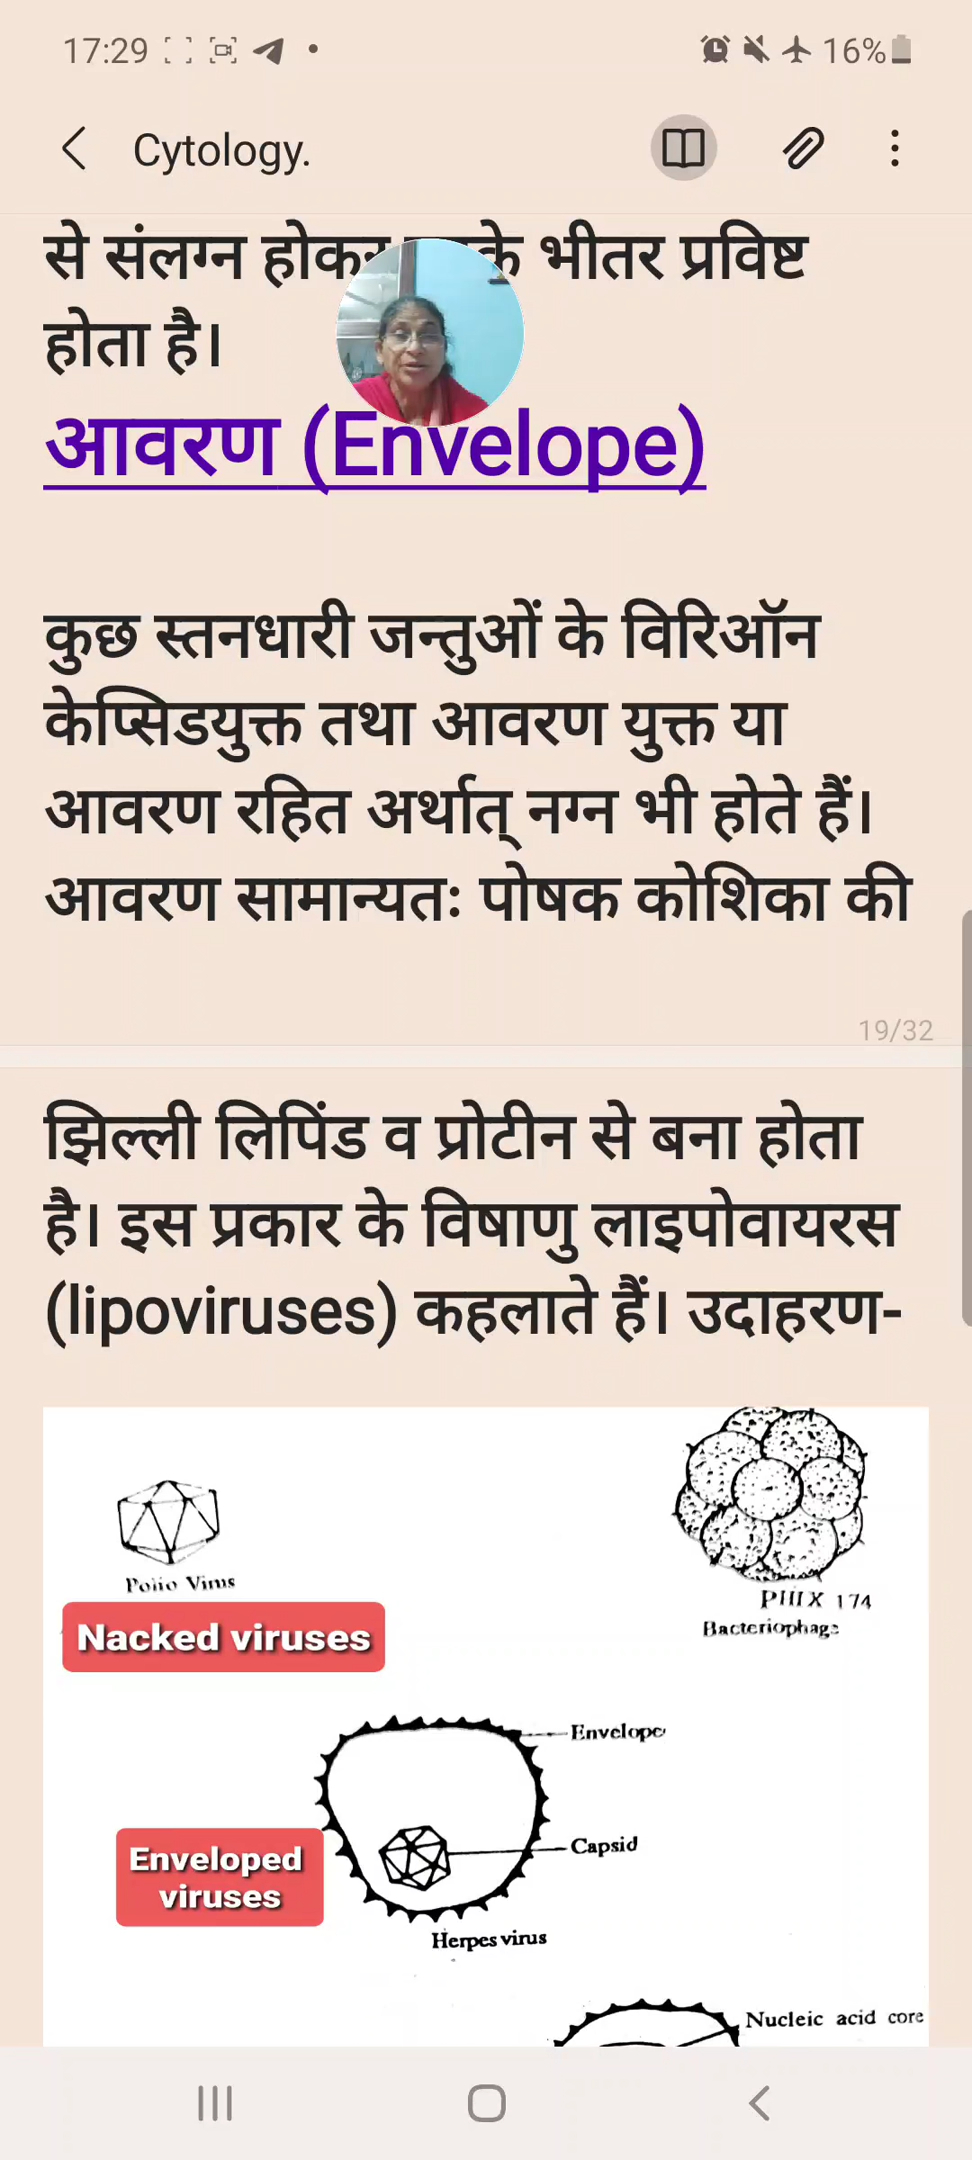 17:29
16%
Cytology.
से संलग्न होकर के भीतर प्रविष्ट
होता है।
आवरण (Envelope)
कुछ स्तनधारी जन्तुओं के विरिऑन
केप्सिडयुक्त तथा आवरण युक्त या
आवरण रहित अर्थात् नग्न भी होते हैं।
आवरण सामान्यतः पोषक कोशिका की
19/32
झिल्ली लिपिंड व प्रोटीन से बना होता
है। इस प्रकार के विषाणु लाइपोवायरस
(lipoviruses) कहलाते हैं। उदाहरण-
Polio Virus
PHIX 174
Bacteriophage
Nacked viruses
Envelope
Capsid
Enveloped
viruses
Herpes virus
Nucleic acid core